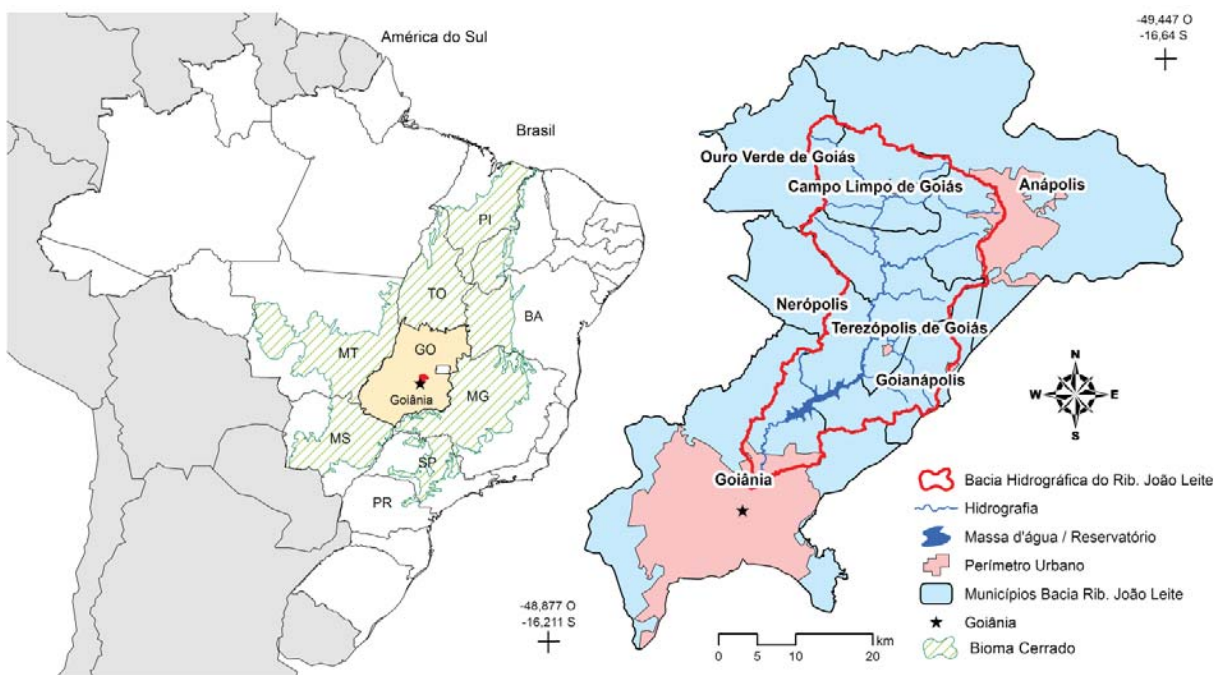 América do Sul
Brasil
PI
TO
BA
MT
GO
Goiânia
MG
MS
SP
PR
-48,877 O
-16,211 S
-49,447 O
-16,64 S
Ouro Verde de Goiás
Campo Limpo de Goiás
Anápolis
Nerópolis
Terezópolis de Goiás
Goianápolis
Goiânia
N
W
E
S
Bacia Hidrográfica do Rib. João Leite
Hidrografia
Massa d'água / Reservatório
Perímetro Urbano
Municípios Bacia Rib. João Leite
Goiânia
Bioma Cerrado
km
0 5 10 20